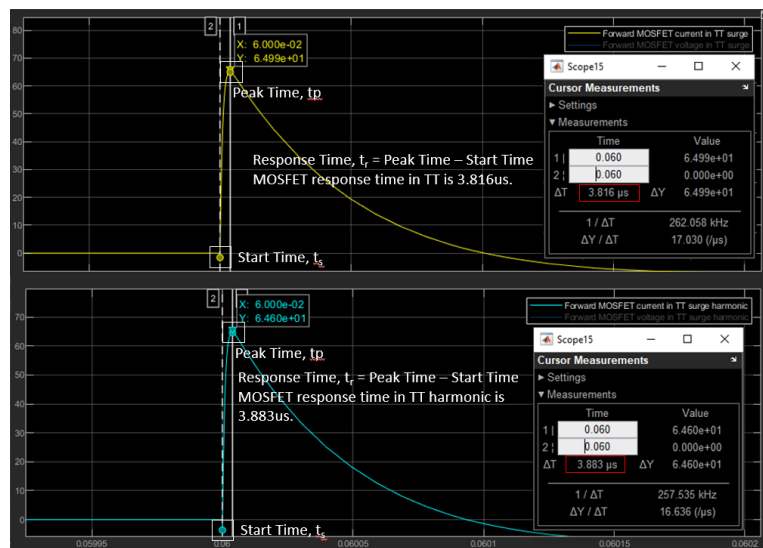 80
70
60
50
40
30
20
10
0
2
1
X: 6.000e-02
Y: 6.499e+01
Peak Time, tp
Response Time, tr = Peak Time – Start Time
MOSFET response time in TT is 3.816us.
Start Time, ts
Forward MOSFET current in TT surge
Forward MOSFET voltage in TT surge
Scope15
Cursor Measurements
Settings
Measurements
Time Value
1 0.060 6.499e+01
2 0.060 0.000e+00
ΔT 3.816 µs ΔY 6.499e+01
1 / ΔT 262.058 kHz
ΔY / ΔT 17.030 (/µs)
70
60
50
40
30
20
10
0
2
X: 6.000e-02
Y: 6.460e+01
Peak Time, tp
Response Time, tr = Peak Time – Start Time
MOSFET response time in TT harmonic is
3.883us.
Start Time, ts
Forward MOSFET current in TT surge harmonic
Forward MOSFET voltage in TT surge harmonic
Scope15
Cursor Measurements
Settings
Measurements
Time Value
1 0.060 6.460e+01
2 0.060 0.000e+00
ΔT 3.883 µs ΔY 6.460e+01
1 / ΔT 257.535 kHz
ΔY / ΔT 16.636 (/µs)
0.05995 0.06 0.06005 0.0601 0.06015 0.0602